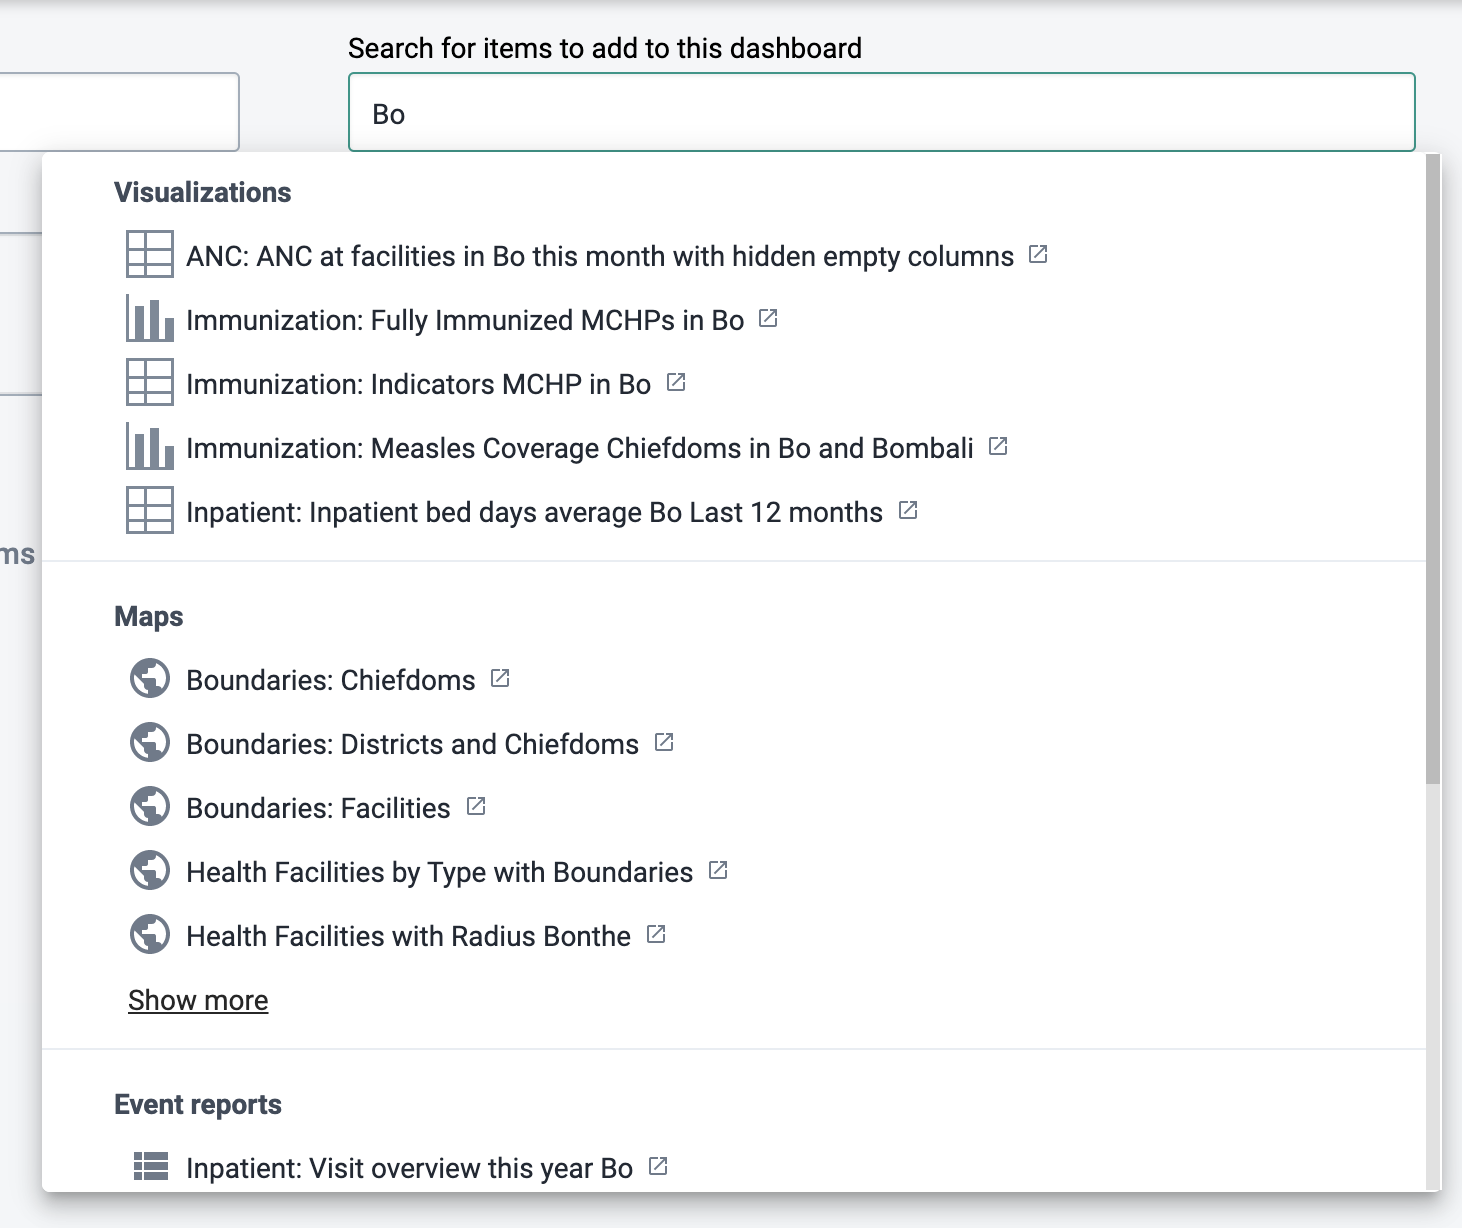 Search for items to add to this dashboard
Bo
Visualizations
ANC: ANC at facilities in Bo this month with hidden empty columns
Immunization: Fully Immunized MCHPs in Bo
Immunization: Indicators MCHP in Bo
Immunization: Measles Coverage Chiefdoms in Bo and Bombali
Inpatient: Inpatient bed days average Bo Last 12 months
ms
Maps
Boundaries: Chiefdoms
Boundaries: Districts and Chiefdoms
Boundaries: Facilities
Health Facilities by Type with Boundaries
Health Facilities with Radius Bonthe
Show more
Event reports
Inpatient: Visit overview this year Bo